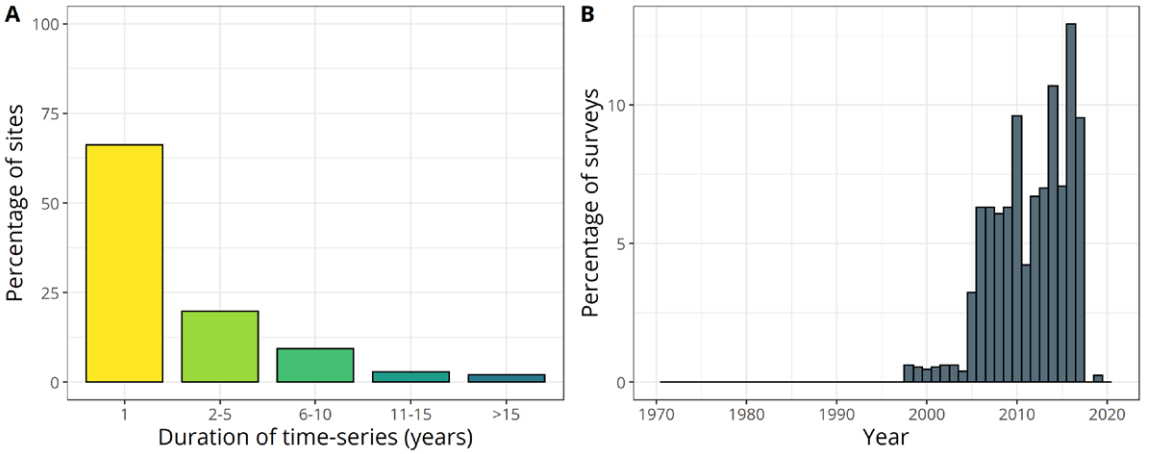 A
Percentage of sites
100
75
50
25
0
1 2-5 6-10 11-15 >15
Duration of time-series (years)
B
Percentage of surveys
10
5
0
1970 1980 1990 2000 2010 2020
Year